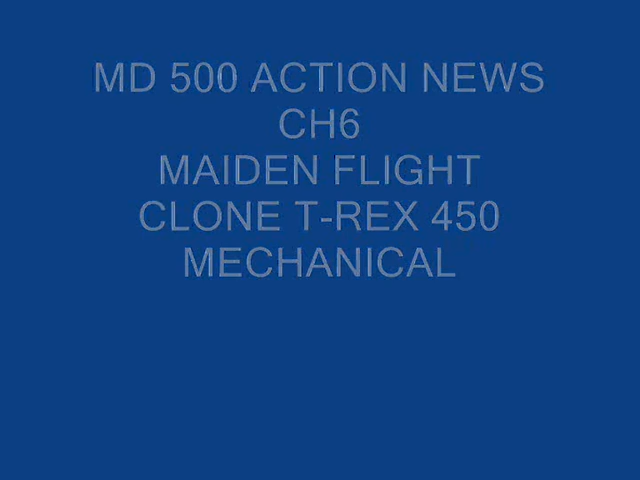 MD 500 ACTION NEWS
CH6
MAIDEN FLIGHT
CLONE T-REX 450
MECHANICAL